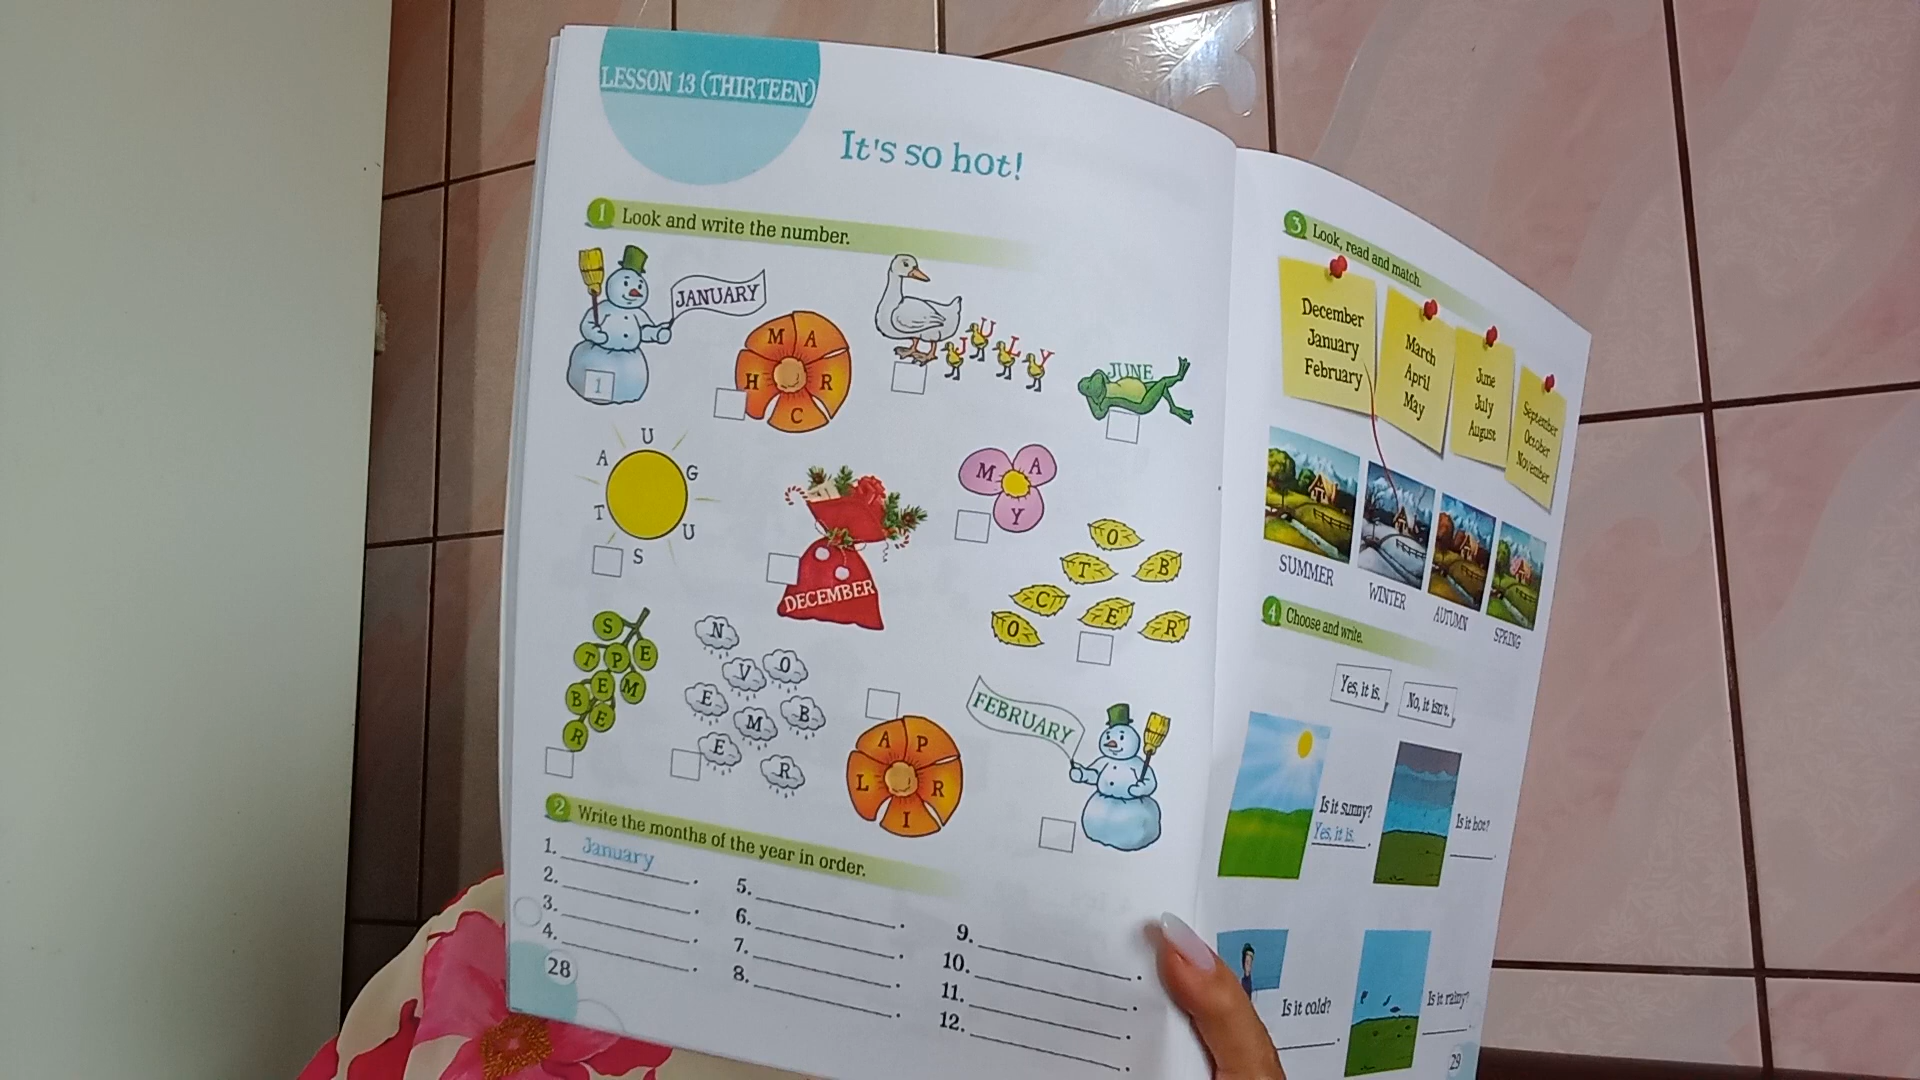 LESSON 13 (THIRTEEN)
It's so hot!
1 Look and write the number.
JANUARY
1
M A R C H
J U L Y
JUNE
A U G U S T
DECEMBER
M A Y
O C T O B E R
S E P T E M B E R
N O V E M B E R
A P R I L
FEBRUARY
2 Write the months of the year in order.
1. January .
2. .
3. .
4. .
5. .
6. .
7. .
8. .
9. .
10. .
11. .
12. .
28
3 Look, read and match.
December
January
February
March
April
May
June
July
August
September
October
November
SUMMER
WINTER
AUTUMN
SPRING
4 Choose and write.
Yes, it is.
No, it isn't.
Is it sunny?
Yes, it is.
Is it hot?
Is it cold?
Is it rainy?
29